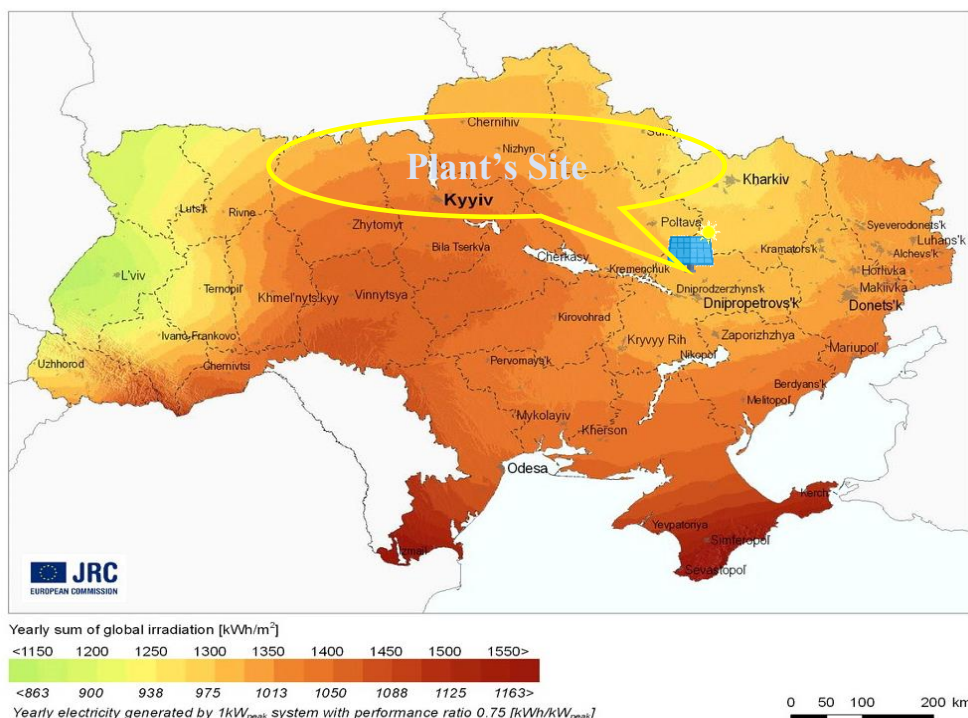 Chernihiv
Sumy
Nizhyn
Plant's Site
Kharkiv
Kyyiv
Luts'k
Rivne
Zhytomyr
Poltava
Syeverodonets'k
Bila Tserkva
Cherkasy
Kramators'k
Luhans'k
Alchevs'k
L'viv
Kremenchuk
Horlivka
Ternopil'
Khmel'nyts'kyy
Vinnytsya
Dniprodzerzhyns'k
Makiivka
Dnipropetrovs'k
Donets'k
Kirovohrad
Ivano-Frankovo
Zaporizhzhya
Kryvyy Rih
Mariupol'
Uzhhorod
Chernivtsi
Pervomays'k
Nikopol'
Berdyans'k
Melitopol'
Mykolayiv
Kherson
Odesa
Kerch
Yevpatoriya
Izmail
Simferopol'
Sevastopol'
JRC
EUROPEAN COMMISSION
Yearly sum of global irradiation [kWh/m²]
<1150 1200 1250 1300 1350 1400 1450 1500 1550>
<863 900 938 975 1013 1050 1088 1125 1163>
Yearly electricity generated by 1kWpeak system with performance ratio 0.75 [kWh/kWpeak]
0 50 100 200 km